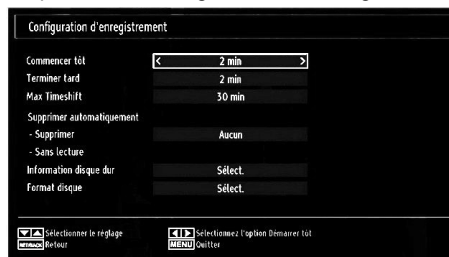 Configuration d'enregistrement
Commencer tôt < 2 min >
Terminer tard 2 min
Max Timeshift 30 min
Supprimer automatiquement
- Supprimer Aucun
- Sans lecture
Information disque dur Sélect.
Format disque Sélect.
Sélectionner le réglage Sélectionnez l'option Démarrer tôt
Retour MENU Quitter